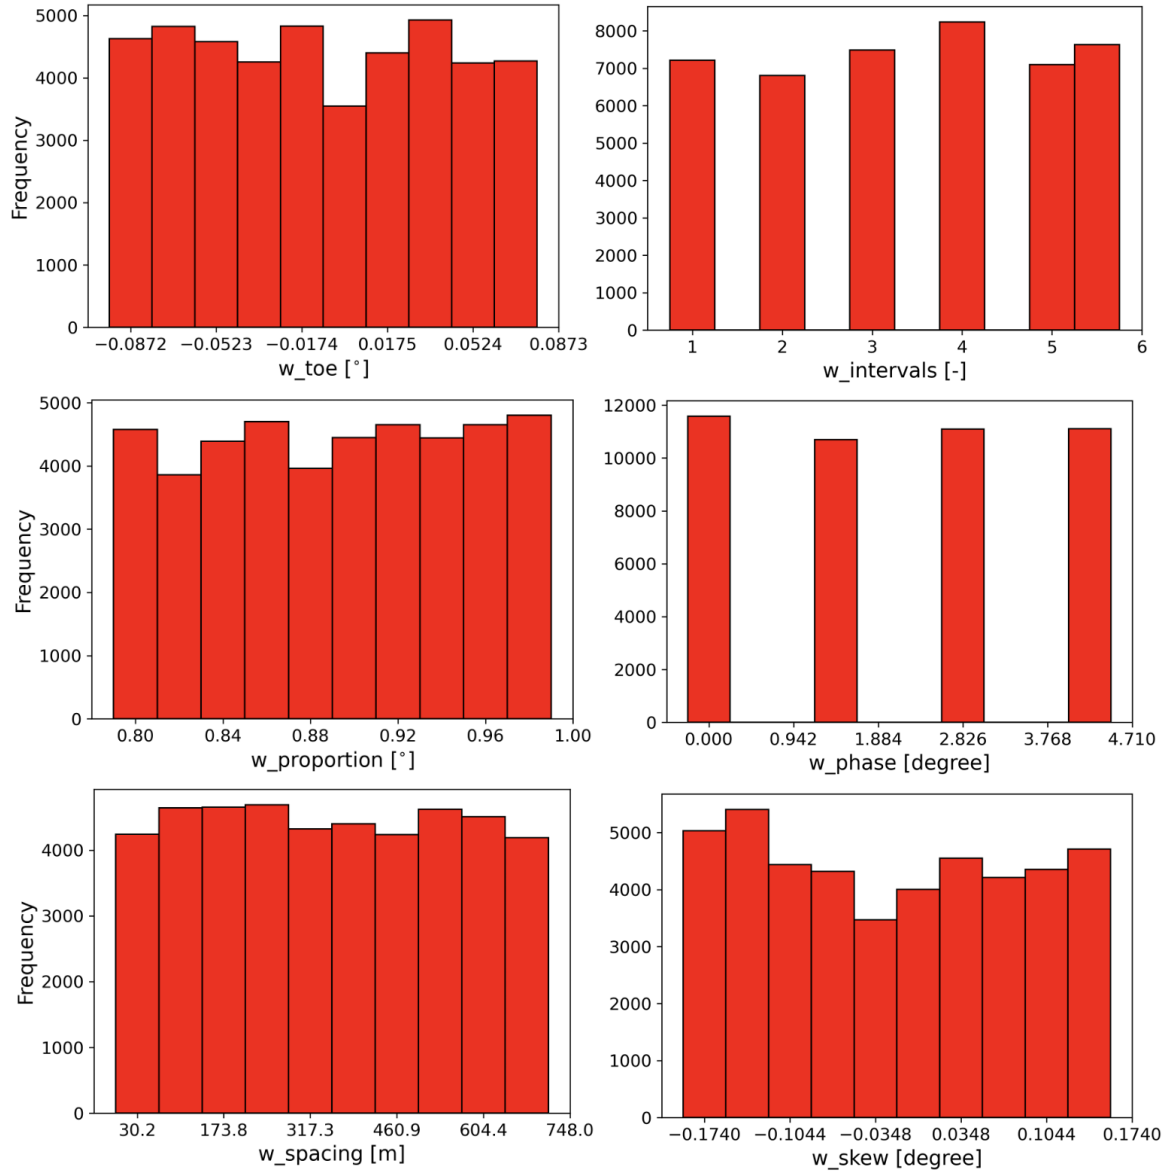 5000
4000
3000
2000
1000
0
Frequency
−0.0872 −0.0523 −0.0174 0.0175 0.0524 0.0873
w_toe [°]
8000
7000
6000
5000
4000
3000
2000
1000
0
1 2 3 4 5 6
w_intervals [-]
5000
4000
3000
2000
1000
0
Frequency
0.80 0.84 0.88 0.92 0.96 1.00
w_proportion [°]
12000
10000
8000
6000
4000
2000
0
0.000 0.942 1.884 2.826 3.768 4.710
w_phase [degree]
4000
3000
2000
1000
0
Frequency
30.2 173.8 317.3 460.9 604.4 748.0
w_spacing [m]
5000
4000
3000
2000
1000
0
−0.1740 −0.1044 −0.0348 0.0348 0.1044 0.1740
w_skew [degree]